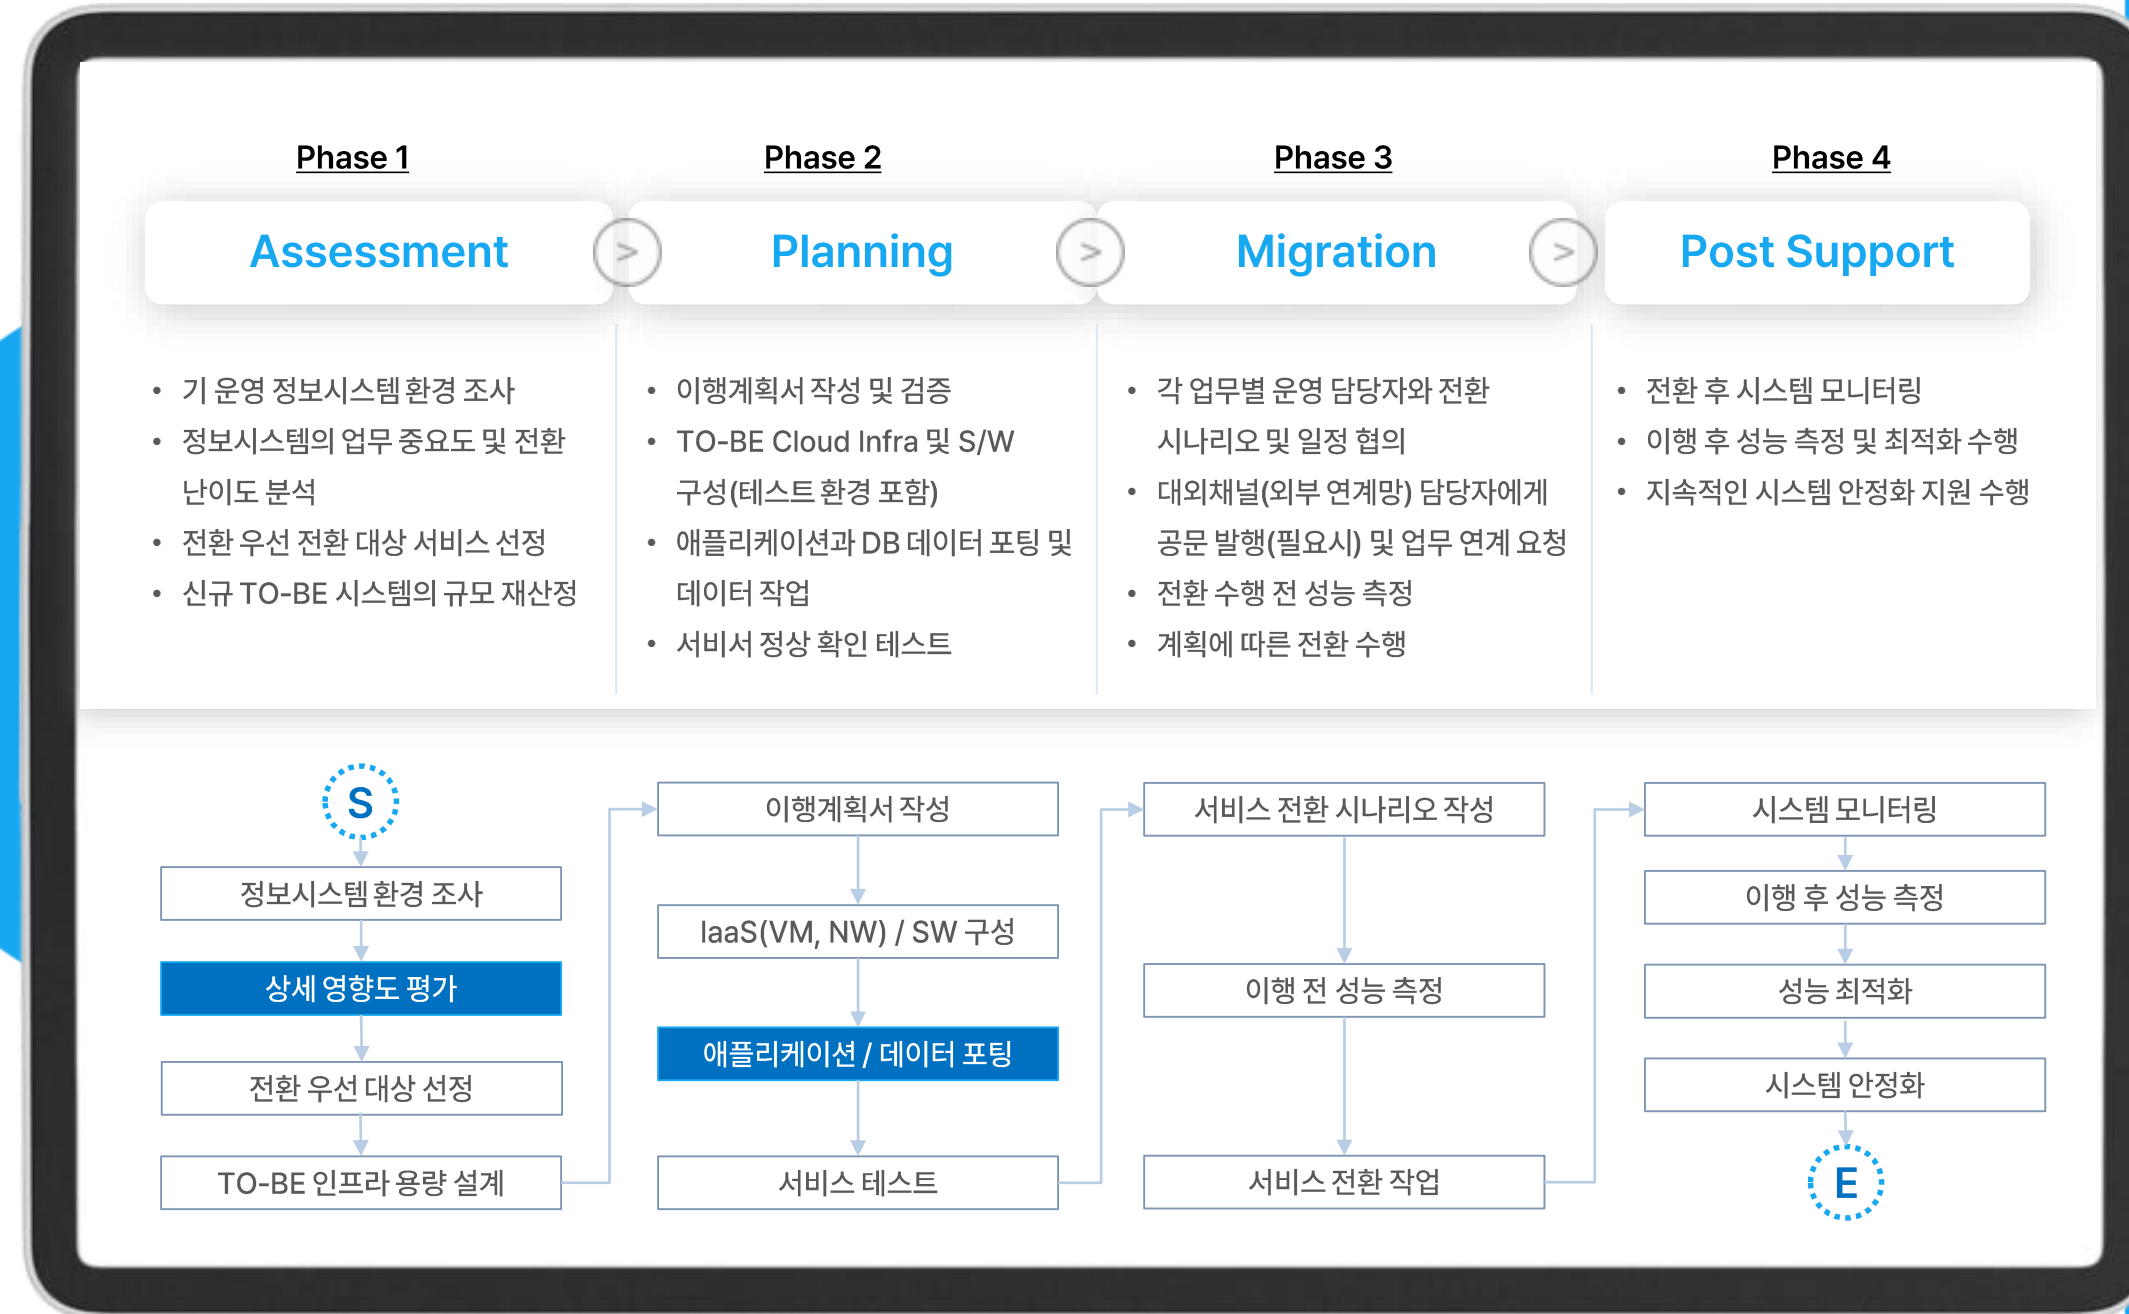 Phase 1
Phase 2
Phase 3
Phase 4
Assessment
>
Planning
>
Migration
>
Post Support
• 기 운영 정보시스템 환경 조사
• 정보시스템의 업무 중요도 및 전환
난이도 분석
• 전환 우선 전환 대상 서비스 선정
• 신규 TO-BE 시스템의 규모 재산정
• 이행계획서 작성 및 검증
• TO-BE Cloud Infra 및 S/W
구성(테스트 환경 포함)
• 애플리케이션과 DB 데이터 포팅 및
데이터 작업
• 서비서 정상 확인 테스트
• 각 업무별 운영 담당자와 전환
시나리오 및 일정 협의
• 대외채널(외부 연계망) 담당자에게
공문 발행(필요시) 및 업무 연계 요청
• 전환 수행 전 성능 측정
• 계획에 따른 전환 수행
• 전환 후 시스템 모니터링
• 이행 후 성능 측정 및 최적화 수행
• 지속적인 시스템 안정화 지원 수행
S
정보시스템 환경 조사
상세 영향도 평가
전환 우선 대상 선정
TO-BE 인프라 용량 설계
이행계획서 작성
IaaS(VM, NW) / SW 구성
애플리케이션 / 데이터 포팅
서비스 테스트
서비스 전환 시나리오 작성
이행 전 성능 측정
서비스 전환 작업
시스템 모니터링
이행 후 성능 측정
성능 최적화
시스템 안정화
E